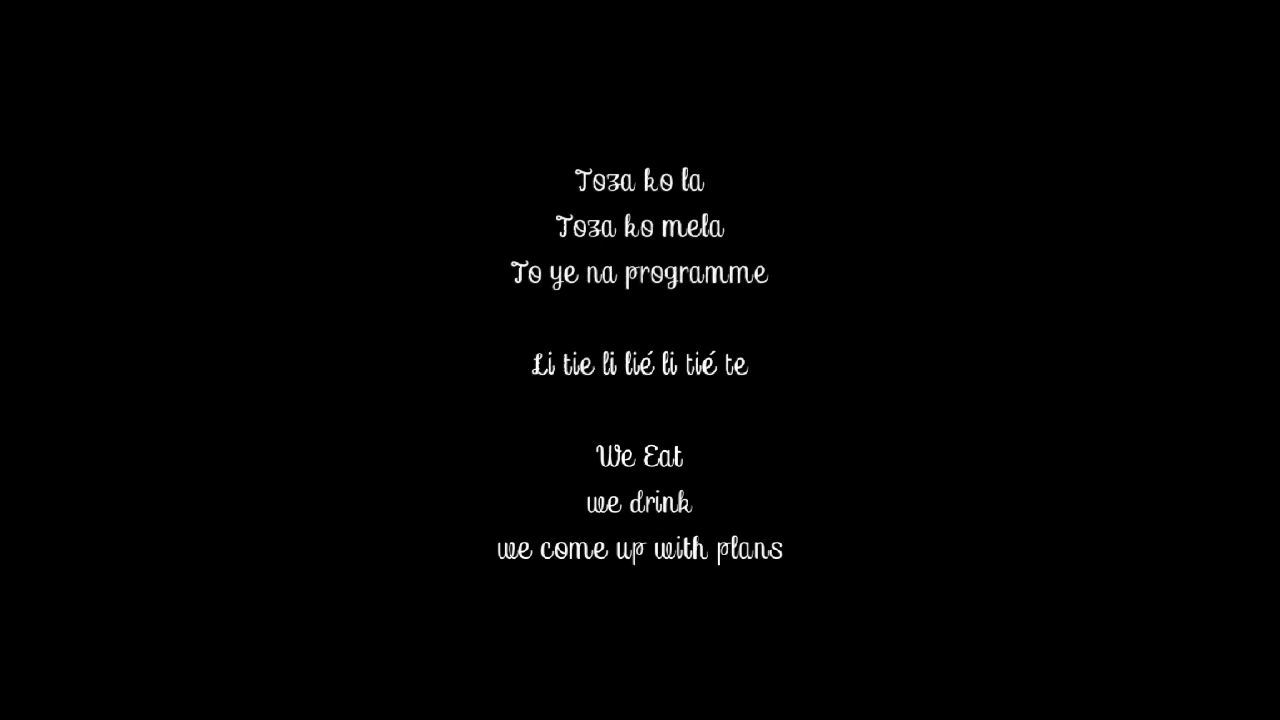 Toza ko la
Toza ko mela
To ye na programme
Li tie li lié li tié te
We Eat
we drink
we come up with plans